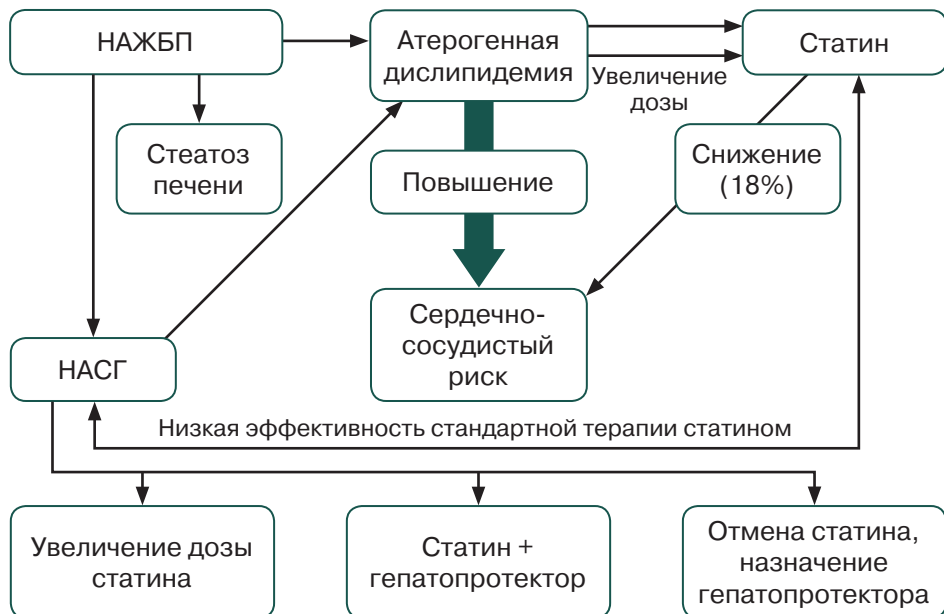 НАЖБП
Атерогенная
дислипидемия
Статин
Увеличение
дозы
Стеатоз
печени
Повышение
Снижение
(18%)
Сердечно-
сосудистый
риск
НАСГ
Низкая эффективность стандартной терапии статином
Увеличение дозы
статина
Статин +
гепатопротектор
Отмена статина,
назначение
гепатопротектора